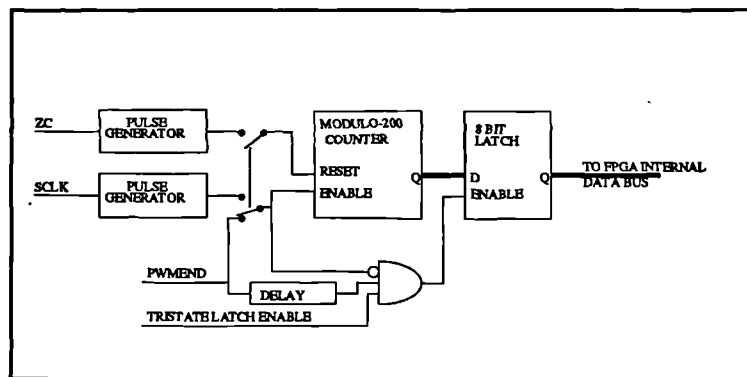 ZC
PULSE
GENERATOR
MODULO-200
COUNTER
RESET
ENABLE
Q
8 BIT
LATCH
D
ENABLE
Q
TO FPGA INTERNAL
DATA BUS
SCLK
PULSE
GENERATOR
PWMEND
DELAY
TRISTATE LATCH ENABLE